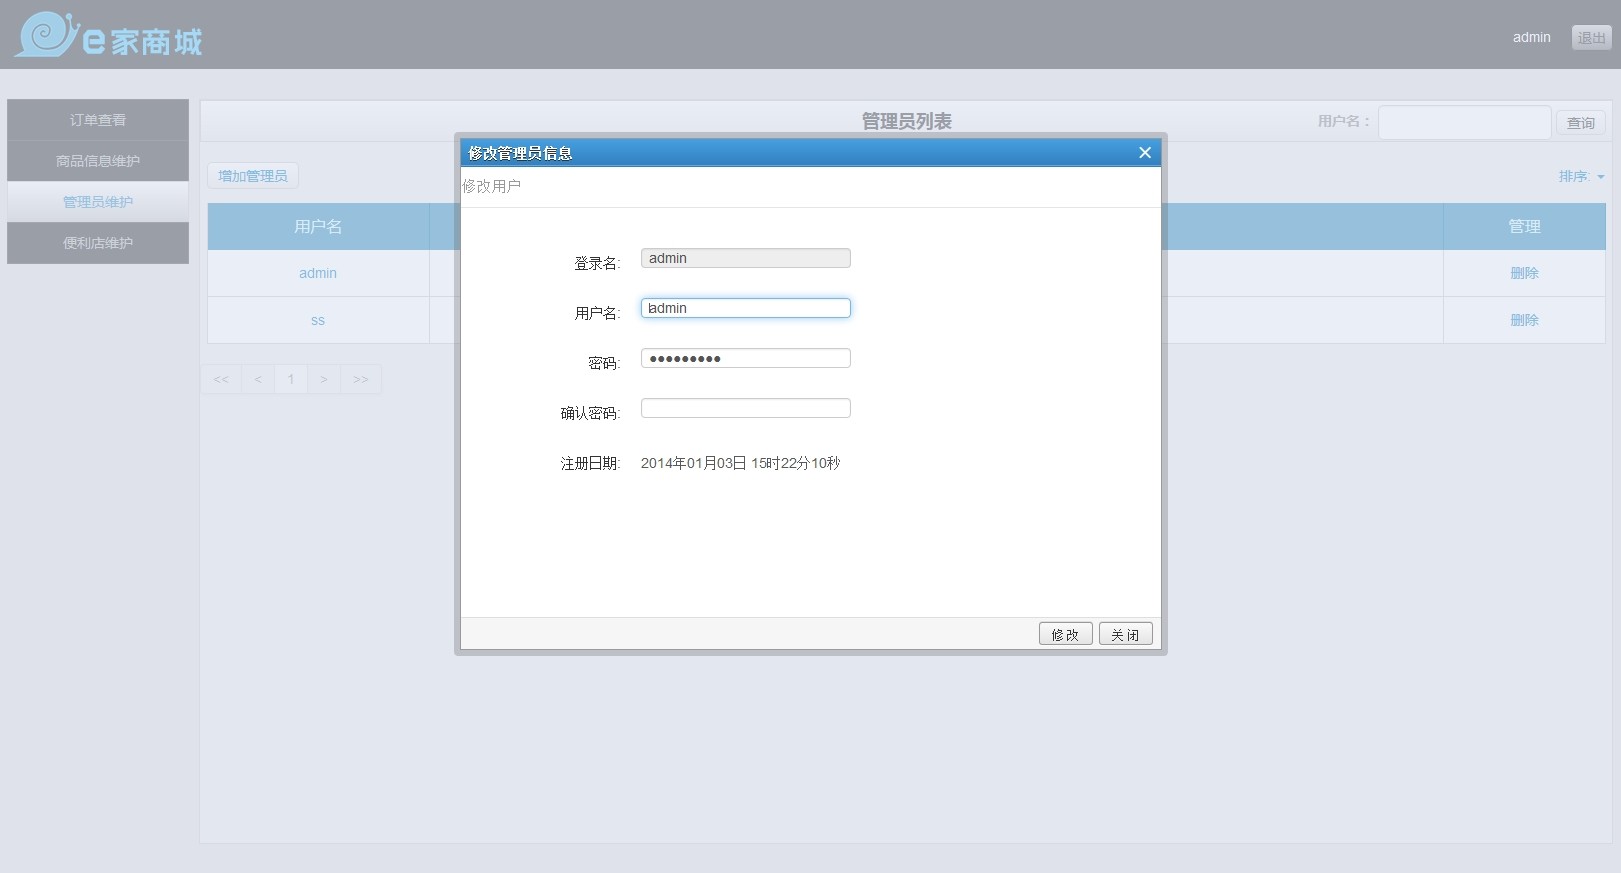 e家商城
admin
退出
订单查看
商品信息维护
管理员维护
便利店维护
管理员列表
用户名：
查询
增加管理员
排序:
用户名
管理
admin
删除
ss
删除
<< < 1 > >>
修改管理员信息
修改用户
登录名: admin
用户名: admin
密码: ●●●●●●●●●
确认密码:
注册日期: 2014年01月03日 15时22分10秒
修改
关闭